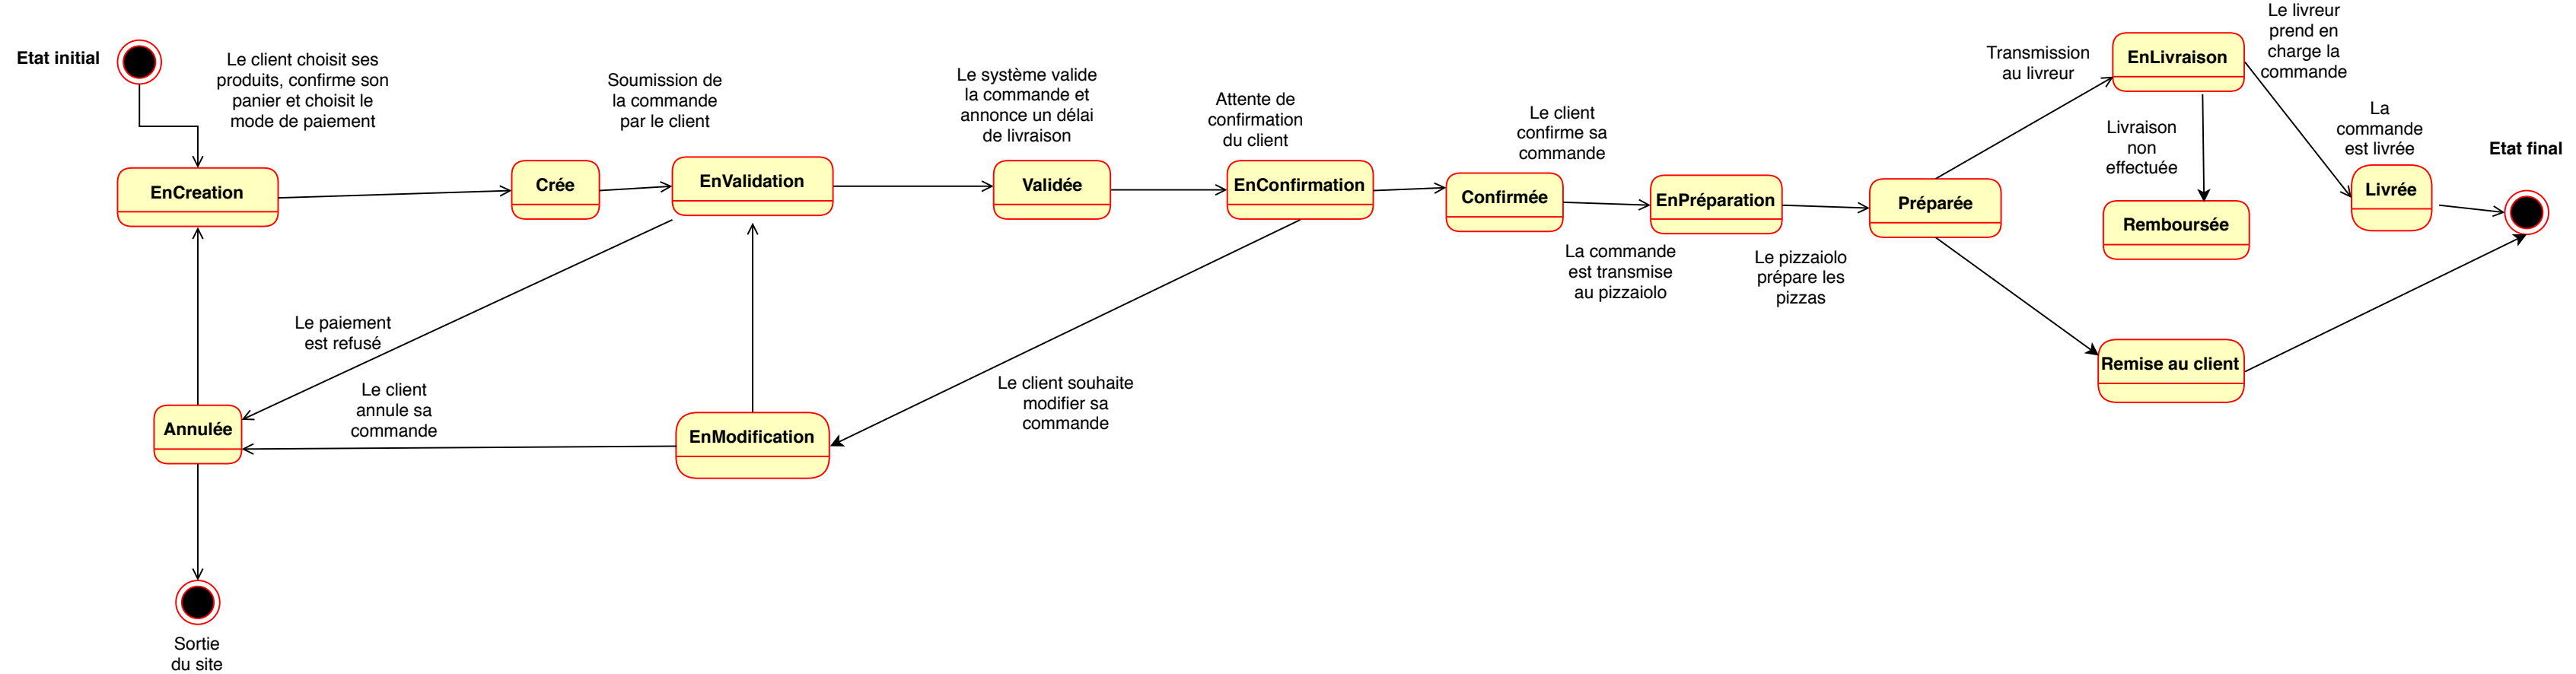 Etat initial
Le client choisit ses
produits, confirme son
panier et choisit le
mode de paiement
Soumission de
la commande
par le client
Le système valide
la commande et
annonce un délai
de livraison
Attente de
confirmation
du client
Le client
confirme sa
commande
Transmission
au livreur
EnLivraison
Le livreur
prend en
charge la
commande
Livraison
non
effectuée
La
commande
est livrée
Etat final
EnCreation
Crée
EnValidation
Validée
EnConfirmation
Confirmée
EnPréparation
Préparée
Remboursée
Livrée
La commande
est transmise
au pizzaiolo
Le pizzaiolo
prépare les
pizzas
Le paiement
est refusé
Le client
annule sa
commande
Le client souhaite
modifier sa
commande
Remise au client
Annulée
EnModification
Sortie
du site